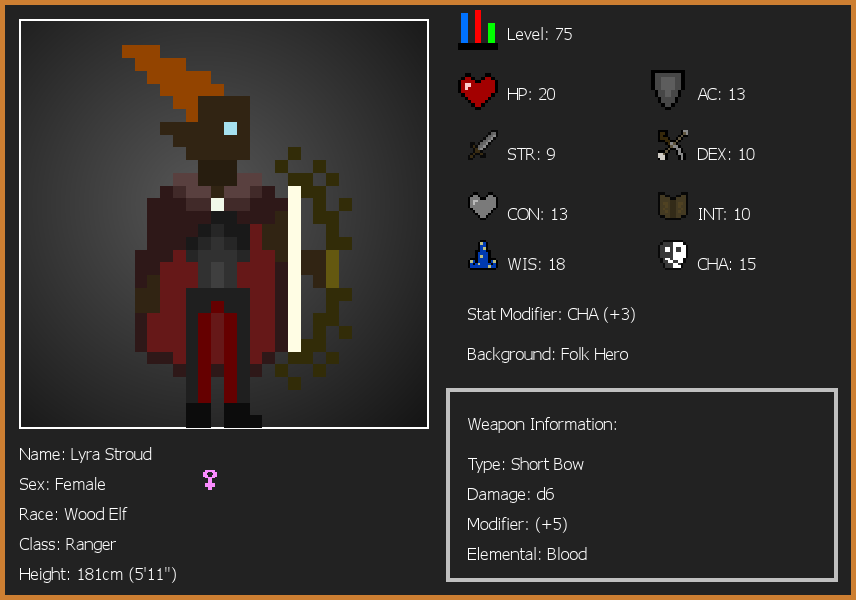 Level: 75
HP: 20
AC: 13
STR: 9
DEX: 10
CON: 13
INT: 10
WIS: 18
CHA: 15
Stat Modifier: CHA (+3)
Background: Folk Hero
Weapon Information:
Type: Short Bow
Damage: d6
Modifier: (+5)
Elemental: Blood
Name: Lyra Stroud
Sex: Female
Race: Wood Elf
Class: Ranger
Height: 181cm (5'11")